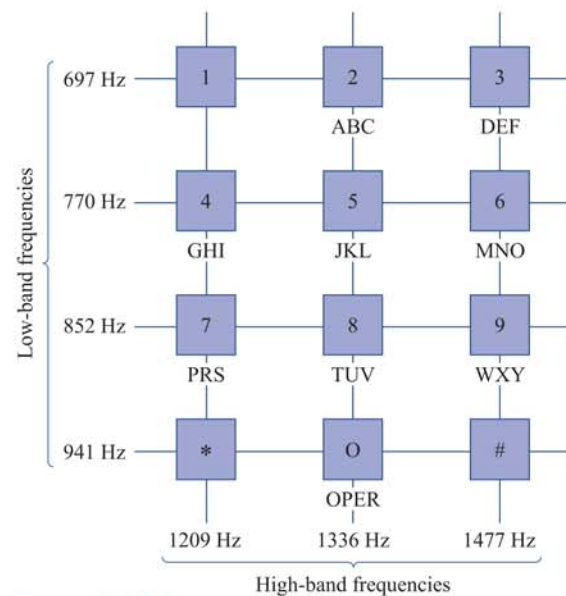 697 Hz 1 2 3
ABC DEF
770 Hz 4 5 6
GHI JKL MNO
852 Hz 7 8 9
PRS TUV WXY
941 Hz * O #
OPER
1209 Hz 1336 Hz 1477 Hz
High-band frequencies
Low-band frequencies